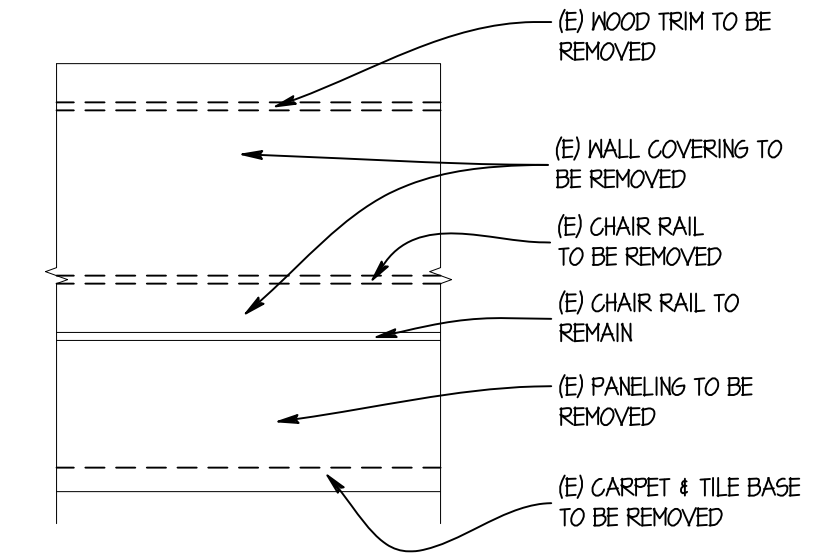 (E) WOOD TRIM TO BE
REMOVED
(E) WALL COVERING TO
BE REMOVED
(E) CHAIR RAIL
TO BE REMOVED
(E) CHAIR RAIL TO
REMAIN
(E) PANELING TO BE
REMOVED
(E) CARPET & TILE BASE
TO BE REMOVED